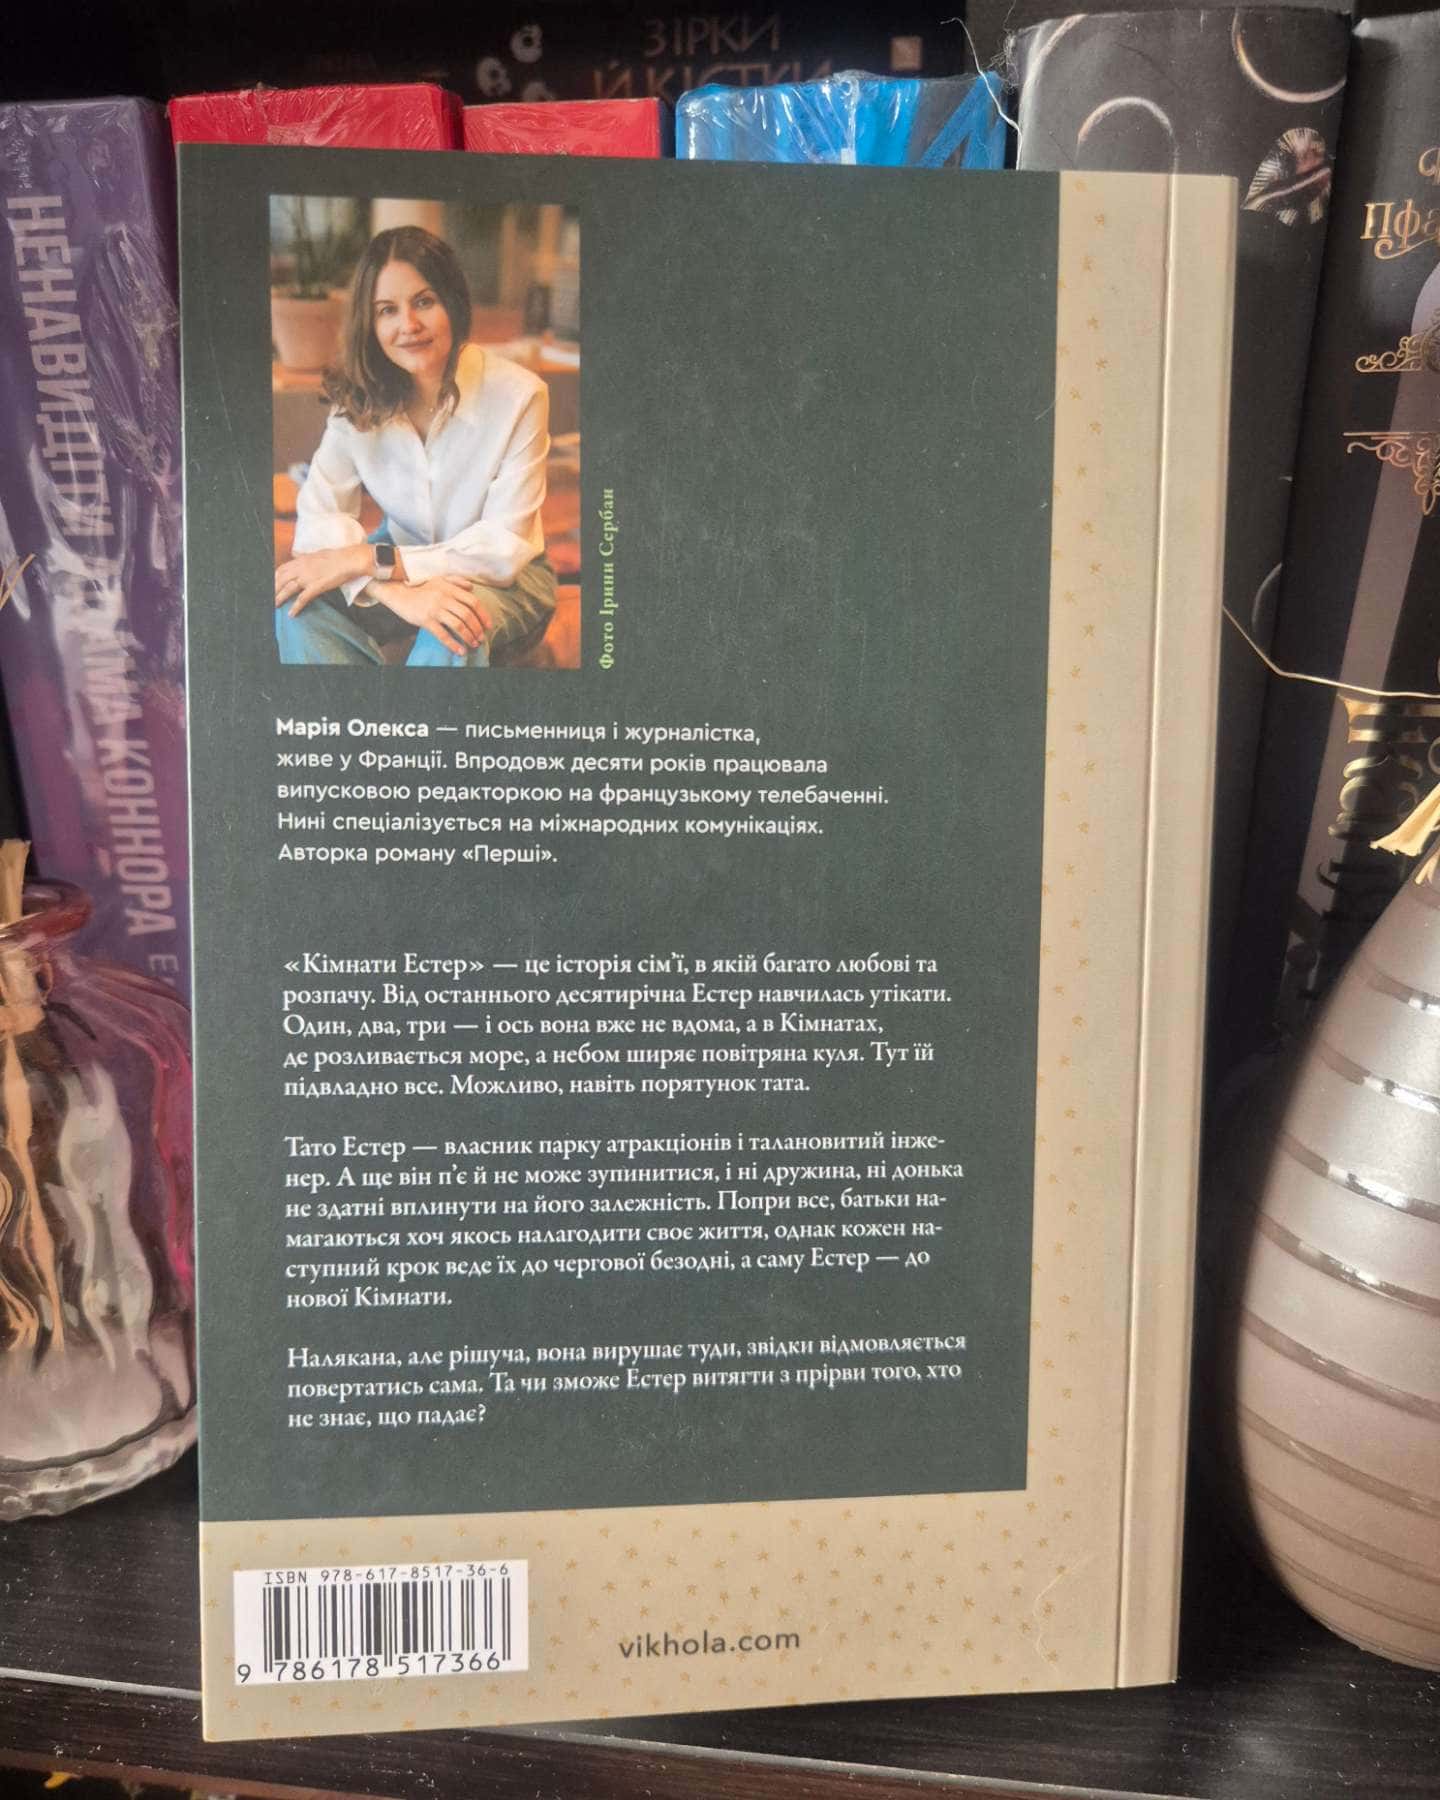 ЗІРКИ
Й КІСТКИ
НЕНАВИДІТИ АДАМА КОННОРА
Фото Ірини Сербан
Марія Олекса — письменниця і журналістка,
живе у Франції. Впродовж десяти років працювала
випусковою редакторкою на французькому телебаченні.
Нині спеціалізується на міжнародних комунікаціях.
Авторка роману «Перші».
«Кімнати Естер» — це історія сім’ї, в якій багато любові та
розпачу. Від останнього десятирічна Естер навчилась утікати.
Один, два, три — і ось вона вже не вдома, а в Кімнатах,
де розливається море, а небом ширяє повітряна куля. Тут їй
підвладно все. Можливо, навіть порятунок тата.
Тато Естер — власник парку атракціонів і талановитий інже-
нер. А ще він п’є й не може зупинитися, і ні дружина, ні донька
не здатні вплинути на його залежність. Попри все, батьки на-
магаються хоч якось налагодити своє життя, однак кожен на-
ступний крок веде їх до чергової безодні, а саму Естер — до
нової Кімнати.
Налякана, але рішуча, вона вирушає туди, звідки відмовляється
повертатись сама. Та чи зможе Естер витягти з прірви того, хто
не знає, що падає?
ISBN 978-617-8517-36-6
9 786178 517366
vikhola.com